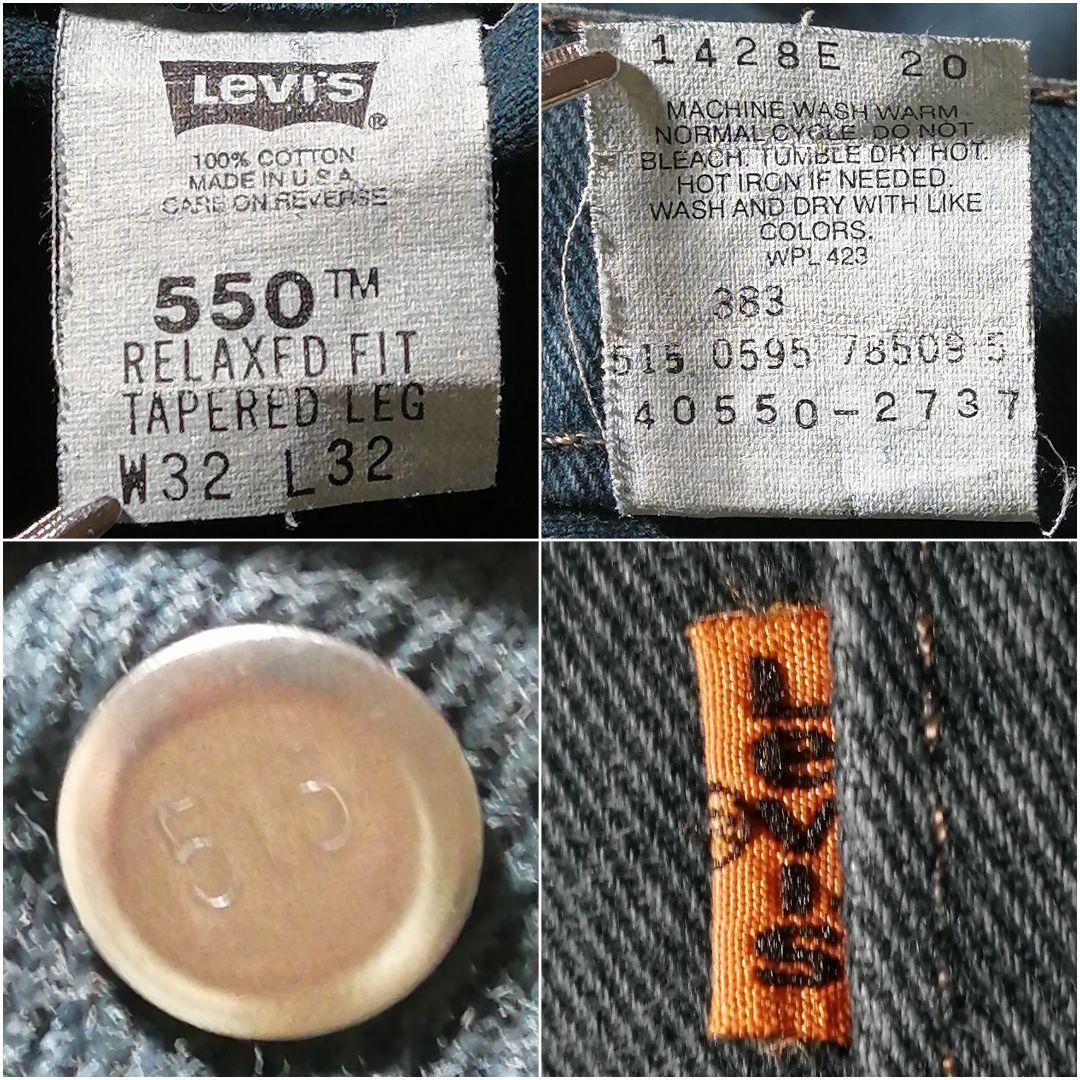 Levi's®
100% COTTON
MADE IN U.S.A
CARE ON REVERSE
550™
RELAXED FIT
TAPERED LEG
W32 L32
1428E 20
MACHINE WASH WARM
NORMAL CYCLE. DO NOT
BLEACH. TUMBLE DRY HOT.
HOT IRON IF NEEDED.
WASH AND DRY WITH LIKE
COLORS.
WPL 423
383
515 0595 78509 5
40550-2737
LEVI'S
®